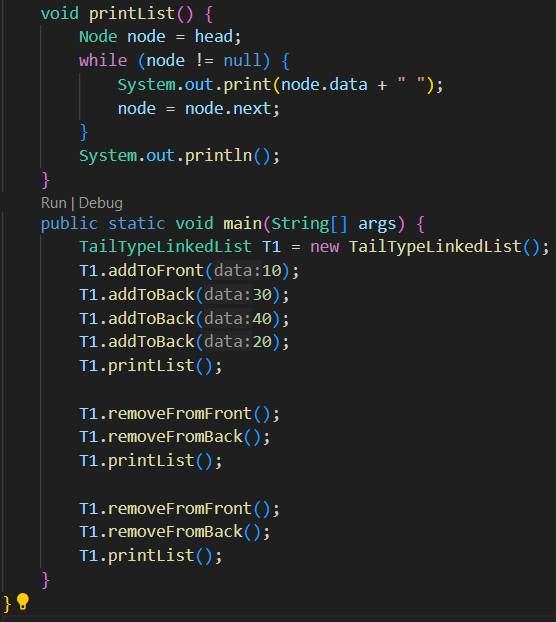 void printList() {
Node node = head;
while (node != null) {
System.out.print(node.data + " ");
node = node.next;
}
System.out.println();
}
Run | Debug
public static void main(String[] args) {
TailTypeLinkedList T1 = new TailTypeLinkedList();
T1.addToFront(data:10);
T1.addToBack(data:30);
T1.addToBack(data:40);
T1.addToBack(data:20);
T1.printList();
T1.removeFromFront();
T1.removeFromBack();
T1.printList();
T1.removeFromFront();
T1.removeFromBack();
T1.printList();
}
}